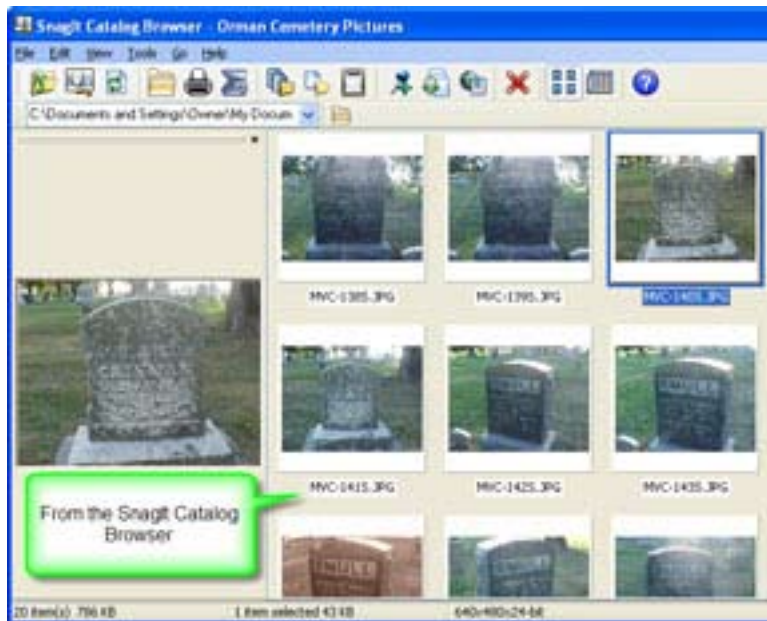 SnagIt Catalog Browser - Orman Cemetery Pictures
File Edit View Tools Go Help
C:\Documents and Settings\Owner\My Docum
MVC-138S.JPG MVC-139S.JPG MVC-140S.JPG
MVC-141S.JPG MVC-142S.JPG MVC-143S.JPG
From the SnagIt Catalog
Browser
20 item(s) 786 KB 1 item selected 43 KB 640x480x24-bit